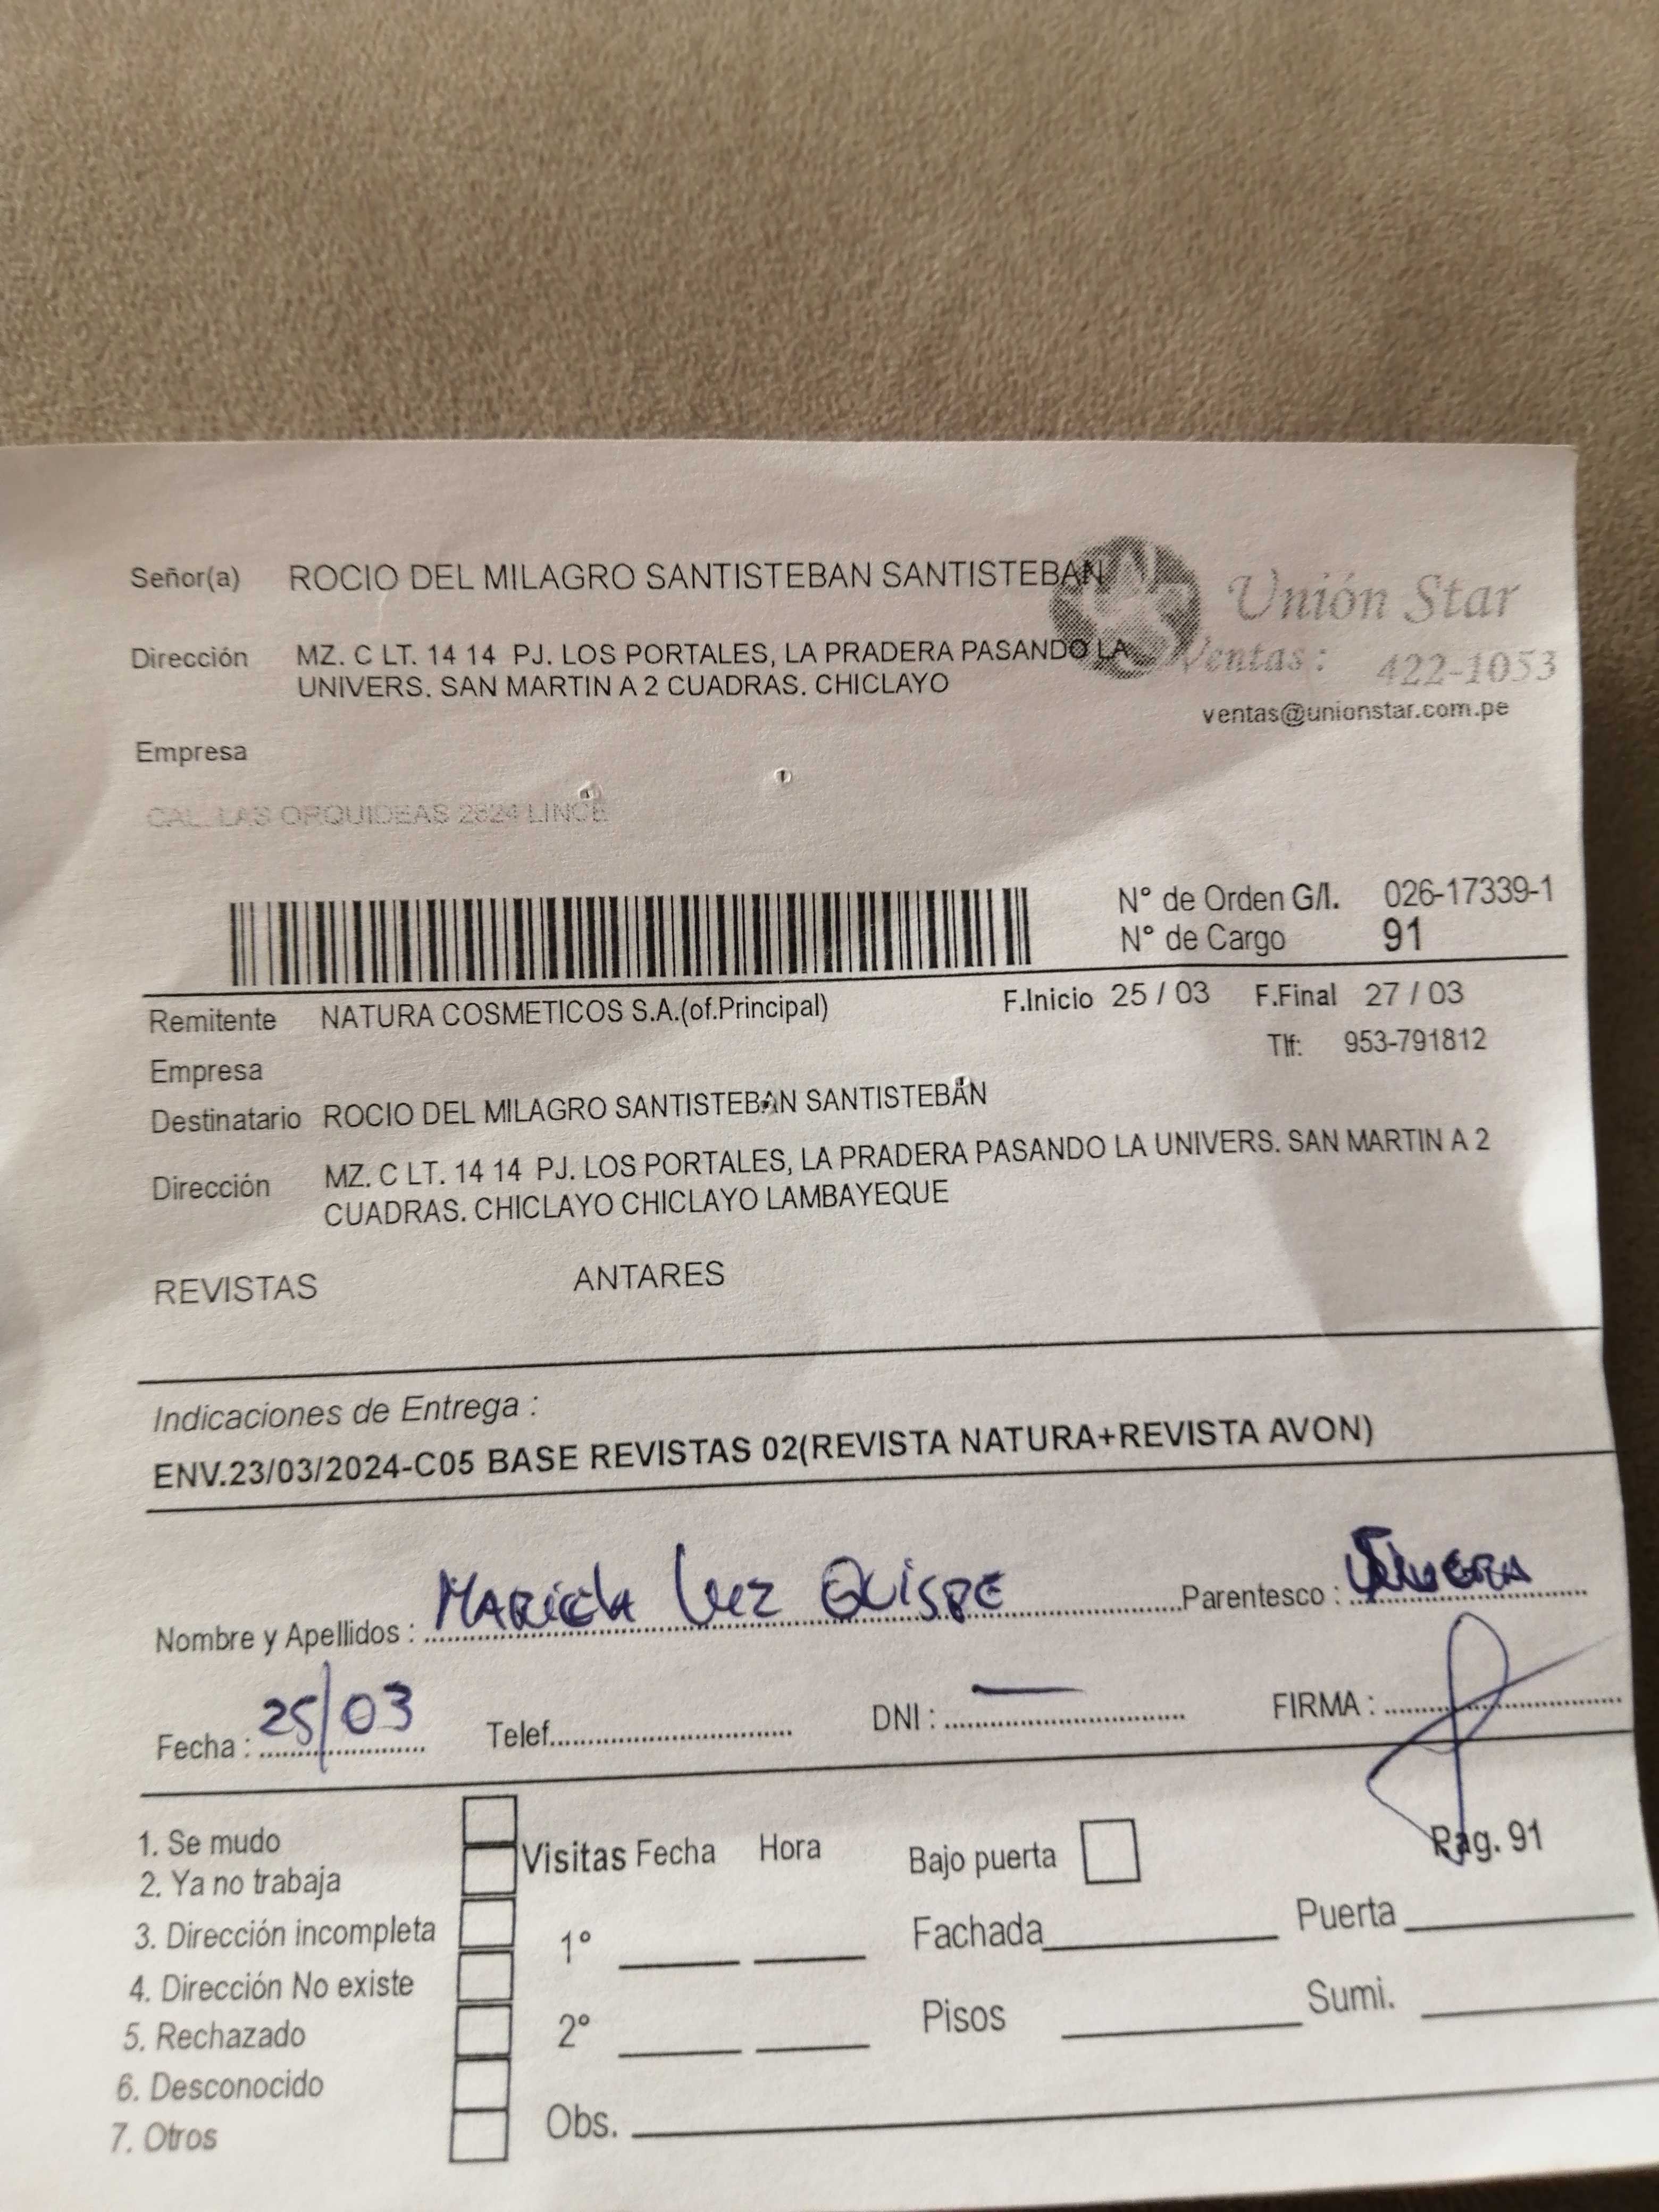 Señor(a) ROCIO DEL MILAGRO SANTISTEBAN SANTISTEBAN
Unión Star
Dirección MZ. C LT. 14 14 PJ. LOS PORTALES, LA PRADERA PASANDO LA
UNIVERS. SAN MARTIN A 2 CUADRAS. CHICLAYO
Ventas: 422-1053
ventas@unionstar.com.pe
Empresa
CAL. LAS ORQUIDEAS 2824 LINCE
N° de Orden G/I. 026-17339-1
N° de Cargo 91
Remitente NATURA COSMETICOS S.A.(of.Principal) F.Inicio 25 / 03 F.Final 27 / 03
Tlf: 953-791812
Empresa
Destinatario ROCIO DEL MILAGRO SANTISTEBAN SANTISTEBAN
Dirección MZ. C LT. 14 14 PJ. LOS PORTALES, LA PRADERA PASANDO LA UNIVERS. SAN MARTIN A 2
CUADRAS. CHICLAYO CHICLAYO LAMBAYEQUE
REVISTAS ANTARES
Indicaciones de Entrega :
ENV.23/03/2024-C05 BASE REVISTAS 02(REVISTA NATURA+REVISTA AVON)
Nombre y Apellidos : Luz QUISPE Parentesco :
Fecha : 25/03 Telef. DNI : — FIRMA :
Pag. 91
1. Se mudo
2. Ya no trabaja
3. Dirección incompleta
4. Dirección No existe
5. Rechazado
6. Desconocido
7. Otros
Visitas Fecha Hora
1°
2°
Obs.
Bajo puerta
Fachada
Puerta
Pisos
Sumi.